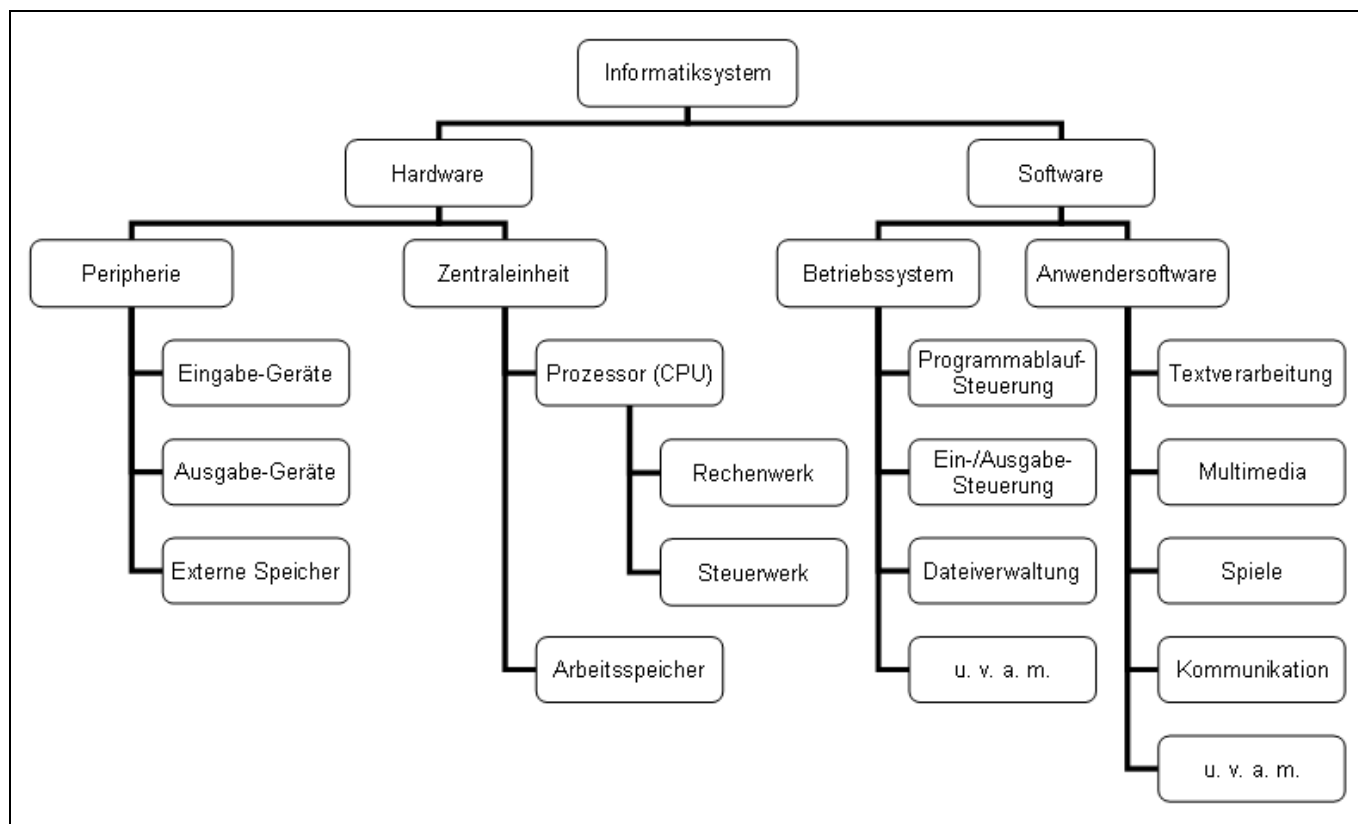 Informatiksystem
Hardware
Software
Peripherie
Zentraleinheit
Betriebssystem
Anwendersoftware
Eingabe-Geräte
Prozessor (CPU)
Programmablauf-
Steuerung
Textverarbeitung
Ausgabe-Geräte
Rechenwerk
Ein-/Ausgabe-
Steuerung
Multimedia
Externe Speicher
Steuerwerk
Dateiverwaltung
Spiele
Arbeitsspeicher
u. v. a. m.
Kommunikation
u. v. a. m.